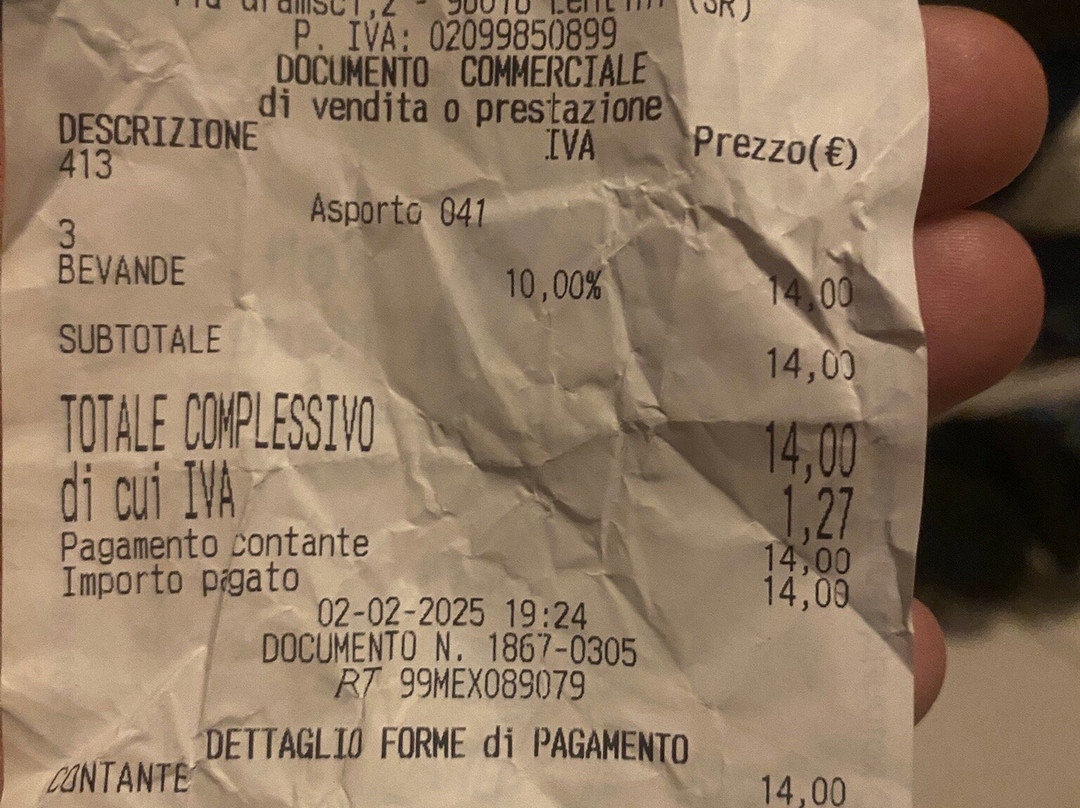 (SR)
P. IVA: 02099850899
DOCUMENTO COMMERCIALE
di vendita o prestazione
DESCRIZIONE IVA Prezzo(€)
413
Asporto 041
3
BEVANDE 10,00% 14,00
SUBTOTALE 14,00
TOTALE COMPLESSIVO 14,00
di cui IVA 1,27
Pagamento contante 14,00
Importo pagato 14,00
02-02-2025 19:24
DOCUMENTO N. 1867-0305
RT 99MEX089079
DETTAGLIO FORME di PAGAMENTO
CONTANTE 14,00